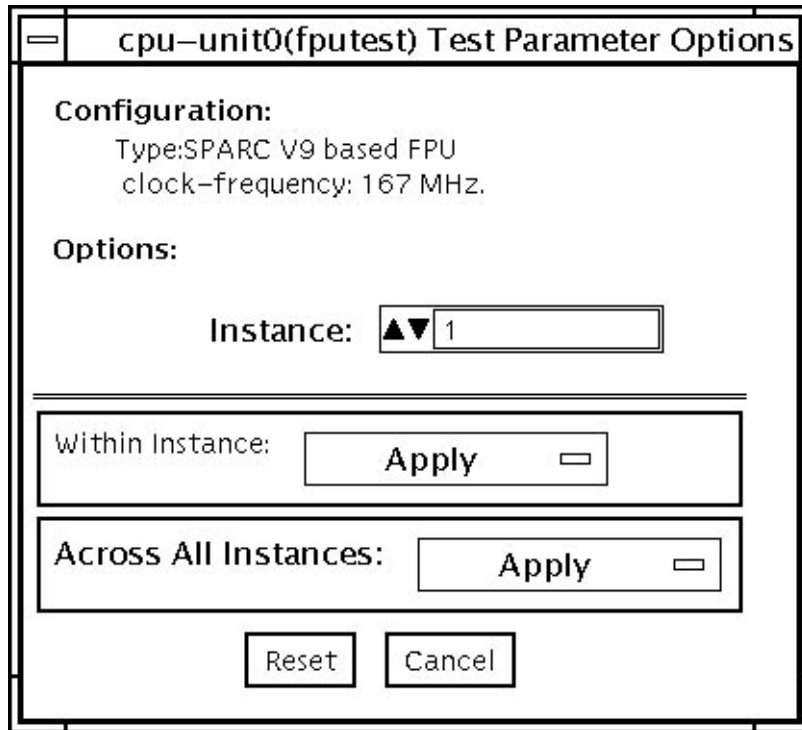 cpu-unit0(fputest) Test Parameter Options
Configuration:
Type:SPARC V9 based FPU
clock-frequency: 167 MHz.
Options:
Instance: 1
Within Instance: Apply
Across All Instances: Apply
Reset Cancel